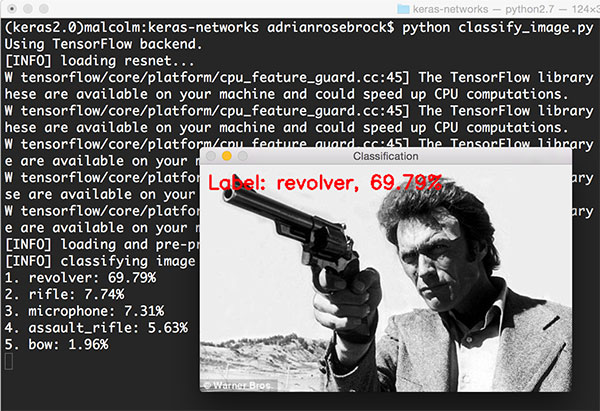 keras-networks — python2.7 — 124×3
(keras2.0)malcolm:keras-networks adrianrosebrock$ python classify_image.py
Using TensorFlow backend.
[INFO] loading resnet...
W tensorflow/core/platform/cpu_feature_guard.cc:45] The TensorFlow library
hese are available on your machine and could speed up CPU computations.
W tensorflow/core/platform/cpu_feature_guard.cc:45] The TensorFlow library
hese are available on your machine and could speed up CPU computations.
W tensorflow/core/platform/cpu_feature_guard.cc:45] The TensorFlow library
e are available on your m
W tensorflow/core/platfor
se are available on your
W tensorflow/core/platfor
e are available on your m
[INFO] loading and pre-pr
[INFO] classifying image
1. revolver: 69.79%
2. rifle: 7.74%
3. microphone: 7.31%
4. assault_rifle: 5.63%
5. bow: 1.96%
Classification
Label: revolver, 69.79%
© Warner Bros
rary
rary